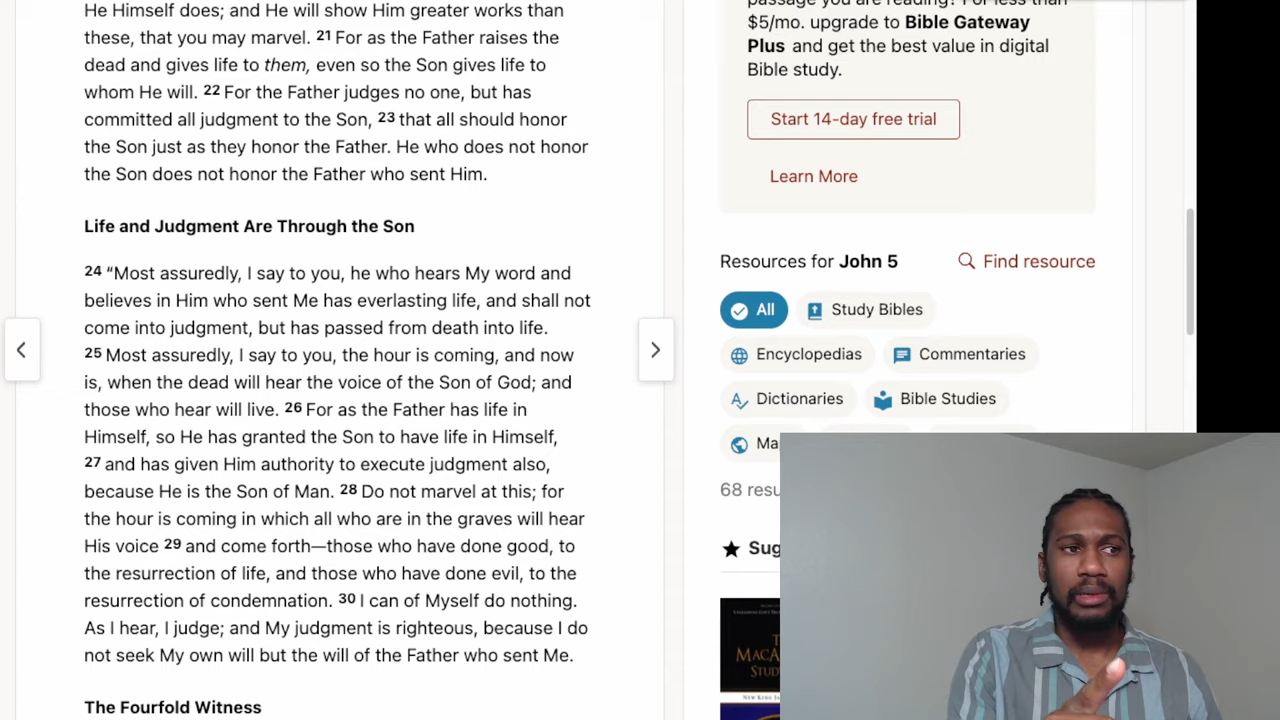 He Himself does; and He will show Him greater works than
these, that you may marvel. 21 For as the Father raises the
dead and gives life to them, even so the Son gives life to
whom He will. 22 For the Father judges no one, but has
committed all judgment to the Son, 23 that all should honor
the Son just as they honor the Father. He who does not honor
the Son does not honor the Father who sent Him.
Life and Judgment Are Through the Son
24 “Most assuredly, I say to you, he who hears My word and
believes in Him who sent Me has everlasting life, and shall not
come into judgment, but has passed from death into life.
25 Most assuredly, I say to you, the hour is coming, and now
is, when the dead will hear the voice of the Son of God; and
those who hear will live. 26 For as the Father has life in
Himself, so He has granted the Son to have life in Himself,
27 and has given Him authority to execute judgment also,
because He is the Son of Man. 28 Do not marvel at this; for
the hour is coming in which all who are in the graves will hear
His voice 29 and come forth—those who have done good, to
the resurrection of life, and those who have done evil, to the
resurrection of condemnation. 30 I can of Myself do nothing.
As I hear, I judge; and My judgment is righteous, because I do
not seek My own will but the will of the Father who sent Me.
The Fourfold Witness
passage you are reading? For less than
$5/mo. upgrade to Bible Gateway
Plus and get the best value in digital
Bible study.
Start 14-day free trial
Learn More
Resources for John 5
Find resource
All
Study Bibles
Encyclopedias
Commentaries
Dictionaries
Bible Studies
Ma
68 resu
Sug